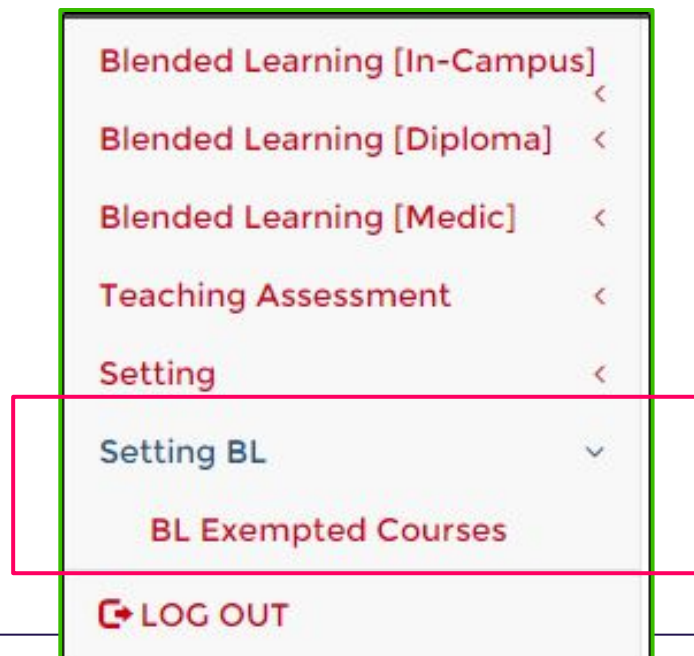 Blended Learning [In-Campus]
Blended Learning [Diploma]
Blended Learning [Medic]
Teaching Assessment
Setting
Setting BL
BL Exempted Courses
LOG OUT